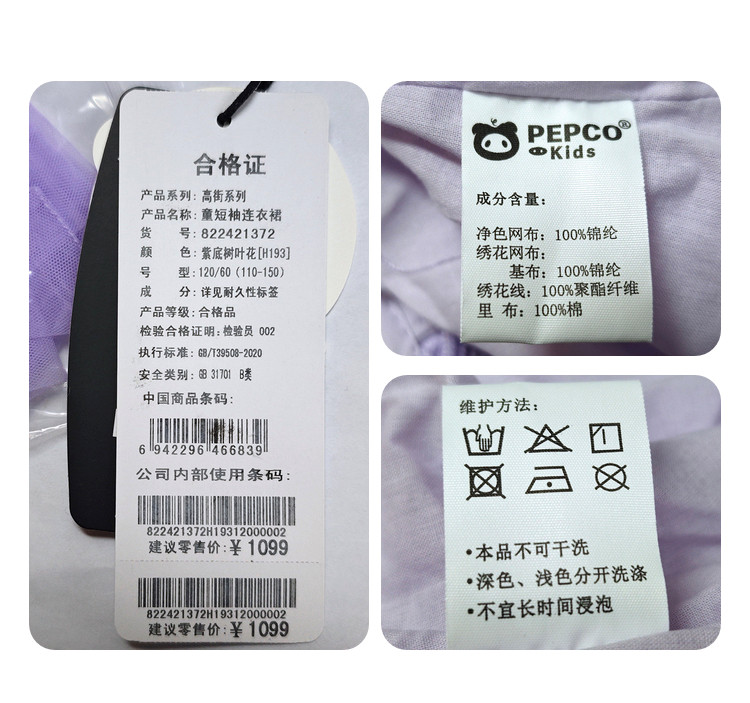 合格证
产品系列: 高街系列
产品名称: 童短袖连衣裙
货 号: 822421372
颜 色: 紫底树叶花[H193]
号 型: 120/60 (110-150)
成 分: 详见耐久性标签
产品等级: 合格品
检验合格证明: 检验员 002
执行标准: GB/T39508-2020
安全类别: GB 31701 B类
中国商品条码:
6 942296 466839
公司内部使用条码:
822421372H19312000002
建议零售价: ¥ 1099
822421372H19312000002
建议零售价: ¥ 1099
PEPCO®
Kids
成分含量:
净色网布: 100%锦纶
绣花网布:
基布: 100%锦纶
绣花线: 100%聚酯纤维
里 布: 100%棉
维护方法:
•本品不可干洗
•深色、浅色分开洗涤
•不宜长时间浸泡